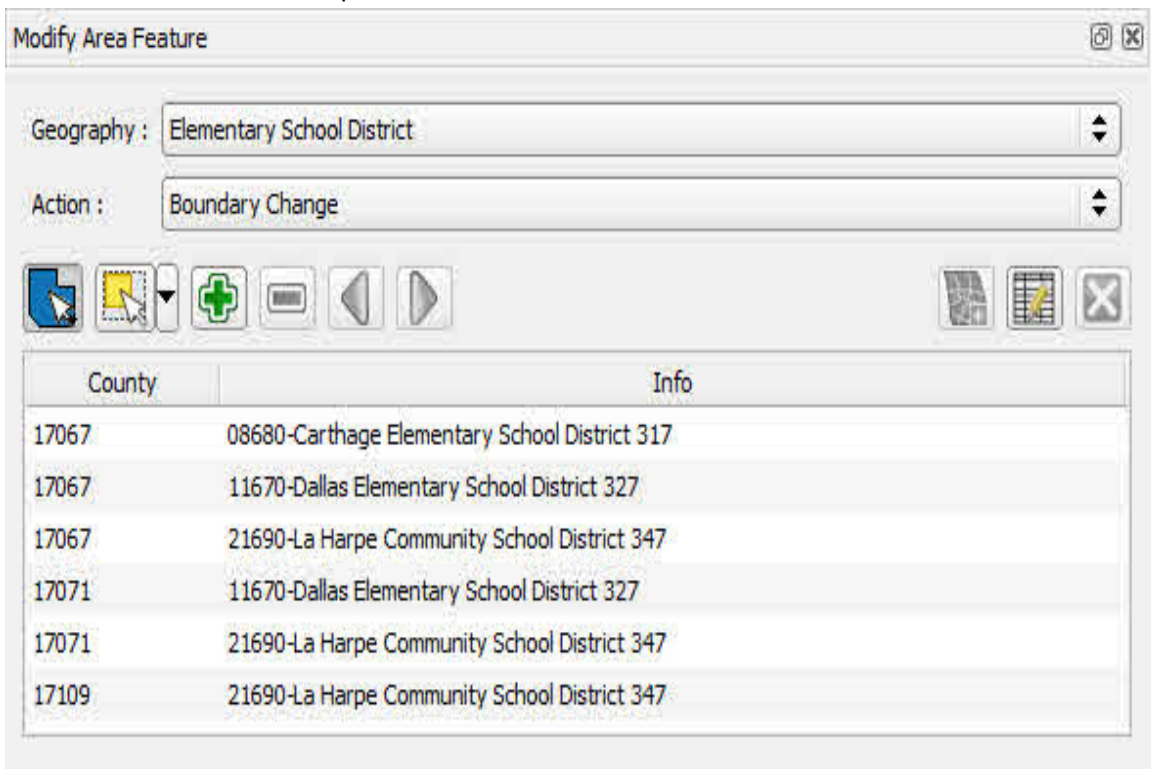 Modify Area Feature
Geography : Elementary School District
Action : Boundary Change
County Info
17067 08680-Carthage Elementary School District 317
17067 11670-Dallas Elementary School District 327
17067 21690-La Harpe Community School District 347
17071 11670-Dallas Elementary School District 327
17071 21690-La Harpe Community School District 347
17109 21690-La Harpe Community School District 347